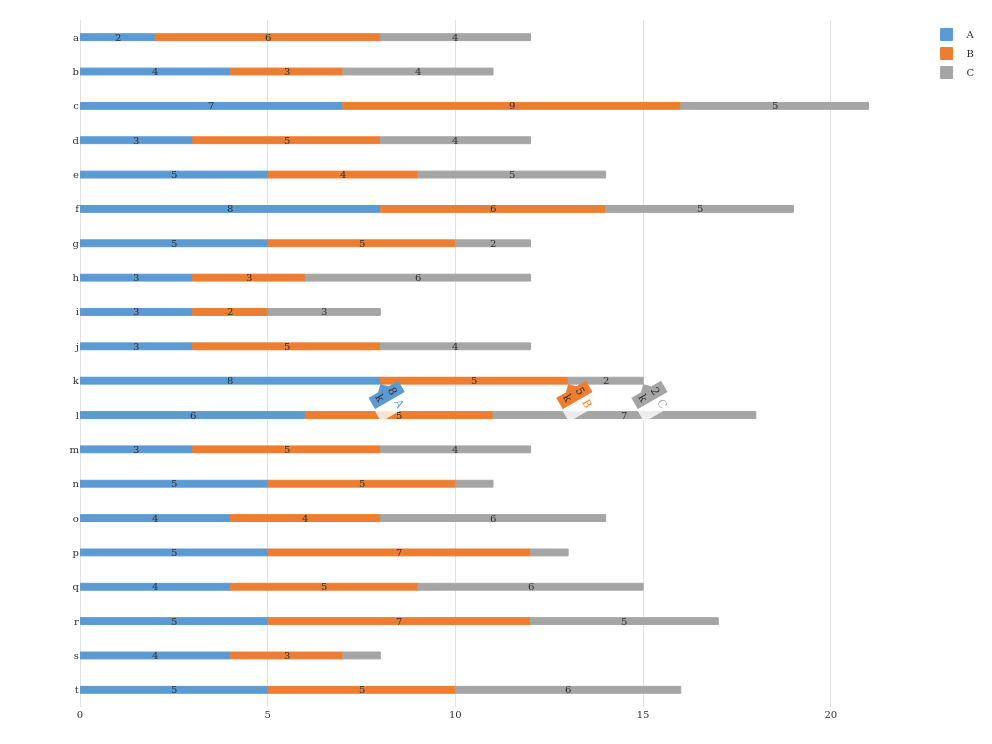 a 2 6 4
b 4 3 4
c 7 9 5
d 3 5 4
e 5 4 5
f 8 6 5
g 5 5 2
h 3 3 6
i 3 2 3
j 3 5 4
k 8 5 2
k 8 A
k 5 B
k 2 C
l 6 5 7
m 3 5 4
n 5 5
o 4 4 6
p 5 7
q 4 5 6
r 5 7 5
s 4 3
t 5 5 6
0 5 10 15 20
A
B
C